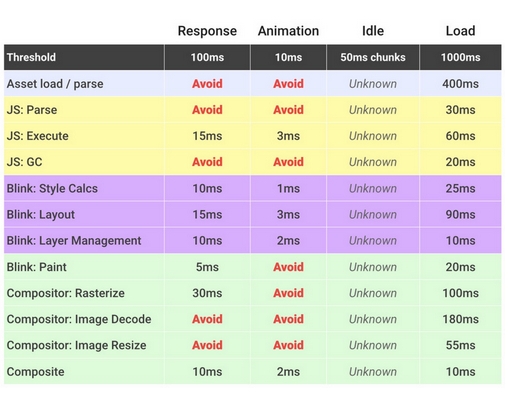 Response Animation Idle Load
Threshold 100ms 10ms 50ms chunks 1000ms
Asset load / parse Avoid Avoid Unknown 400ms
JS: Parse Avoid Avoid Unknown 30ms
JS: Execute 15ms 3ms Unknown 60ms
JS: GC Avoid Avoid Unknown 20ms
Blink: Style Calcs 10ms 1ms Unknown 25ms
Blink: Layout 15ms 3ms Unknown 90ms
Blink: Layer Management 10ms 2ms Unknown 10ms
Blink: Paint 5ms Avoid Unknown 20ms
Compositor: Rasterize 30ms Avoid Unknown 100ms
Compositor: Image Decode Avoid Avoid Unknown 180ms
Compositor: Image Resize Avoid Avoid Unknown 55ms
Composite 10ms 2ms Unknown 10ms